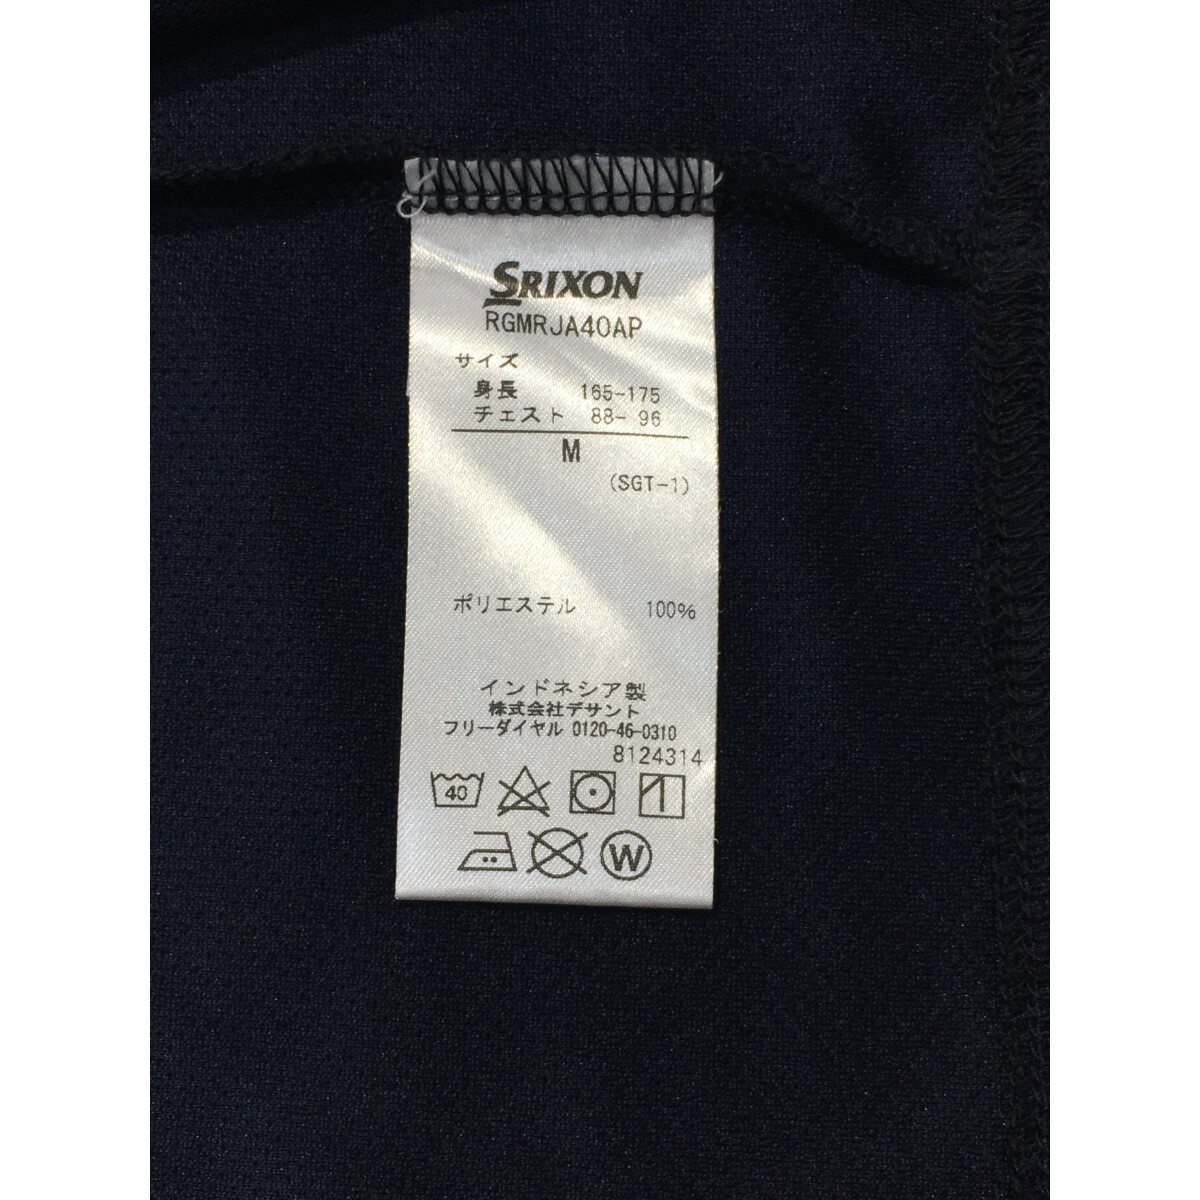 SRIXON
RGMRJA40AP
サイズ
身長 165-175
チェスト 88- 96
M
(SGT-1)
ポリエステル 100%
インドネシア製
株式会社デサント
フリーダイヤル 0120-46-0310
8124314
40
W